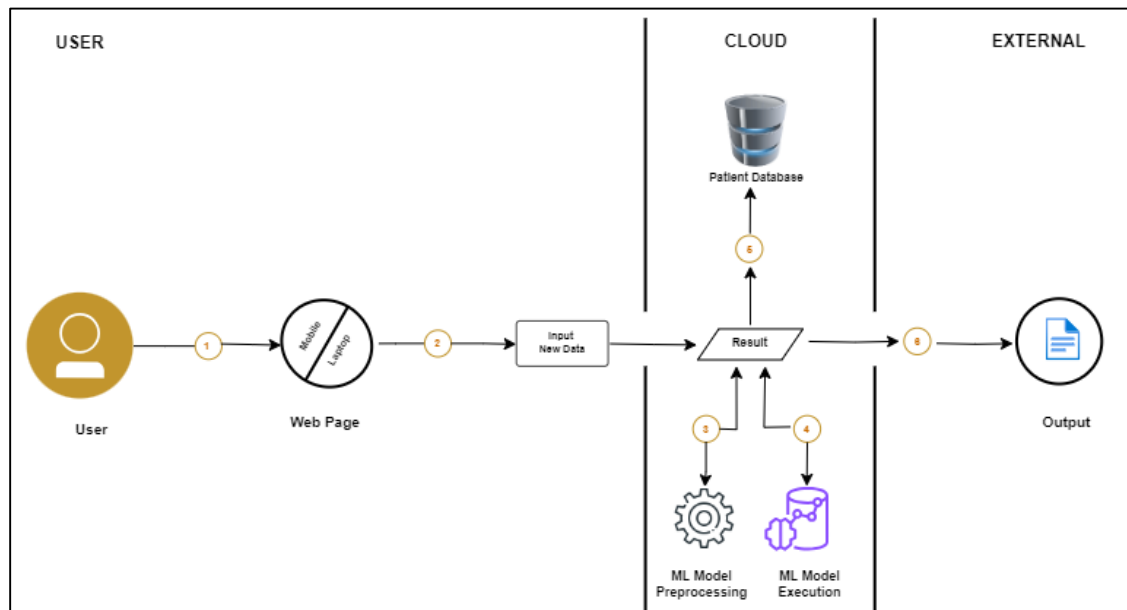 USER
CLOUD
EXTERNAL
Patient Database
5
1
Mobile
Laptop
2
Input
New Data
Result
6
User
Web Page
Output
3
4
ML Model
Preprocessing
ML Model
Execution